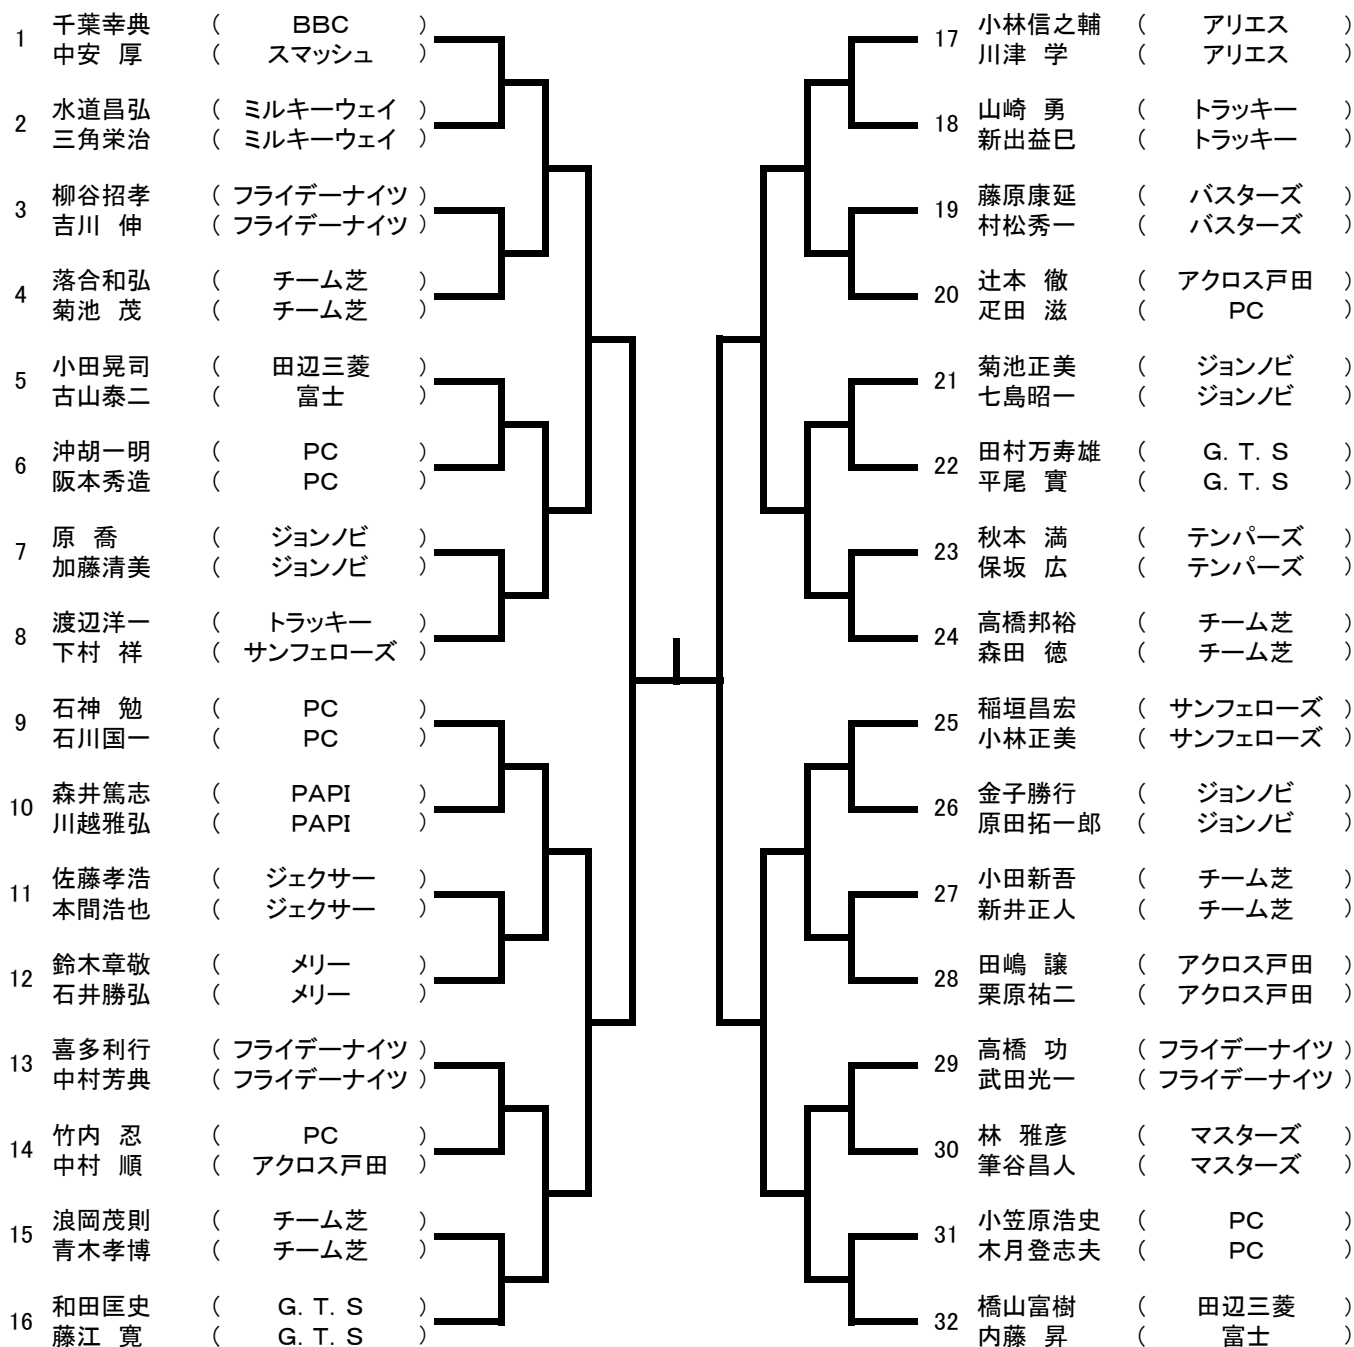 1 千葉幸典 ( BBC )
中安 厚 ( スマッシュ )
2 水道昌弘 ( ミルキーウェイ )
三角栄治 ( ミルキーウェイ )
3 柳谷招孝 ( フライデーナイツ )
吉川 伸 ( フライデーナイツ )
4 落合和弘 ( チーム芝 )
菊池 茂 ( チーム芝 )
5 小田晃司 ( 田辺三菱 )
古山泰二 ( 富士 )
6 沖胡一明 ( PC )
阪本秀造 ( PC )
7 原 喬 ( ジョンノビ )
加藤清美 ( ジョンノビ )
8 渡辺洋一 ( トラッキー )
下村 祥 ( サンフェローズ )
9 石神 勉 ( PC )
石川国一 ( PC )
10 森井篤志 ( PAPI )
川越雅弘 ( PAPI )
11 佐藤孝浩 ( ジェクサー )
本間浩也 ( ジェクサー )
12 鈴木章敬 ( メリー )
石井勝弘 ( メリー )
13 喜多利行 ( フライデーナイツ )
中村芳典 ( フライデーナイツ )
14 竹内 忍 ( PC )
中村 順 ( アクロス戸田 )
15 浪岡茂則 ( チーム芝 )
青木孝博 ( チーム芝 )
16 和田匡史 ( G. T. S )
藤江 寛 ( G. T. S )
17 小林信之輔 ( アリエス )
川津 学 ( アリエス )
18 山崎 勇 ( トラッキー )
新出益巳 ( トラッキー )
19 藤原康延 ( バスターズ )
村松秀一 ( バスターズ )
20 辻本 徹 ( アクロス戸田 )
疋田 滋 ( PC )
21 菊池正美 ( ジョンノビ )
七島昭一 ( ジョンノビ )
22 田村万寿雄 ( G. T. S )
平尾 實 ( G. T. S )
23 秋本 満 ( テンパーズ )
保坂 広 ( テンパーズ )
24 高橋邦裕 ( チーム芝 )
森田 徳 ( チーム芝 )
25 稲垣昌宏 ( サンフェローズ )
小林正美 ( サンフェローズ )
26 金子勝行 ( ジョンノビ )
原田拓一郎 ( ジョンノビ )
27 小田新吾 ( チーム芝 )
新井正人 ( チーム芝 )
28 田嶋 譲 ( アクロス戸田 )
栗原祐二 ( アクロス戸田 )
29 高橋 功 ( フライデーナイツ )
武田光一 ( フライデーナイツ )
30 林 雅彦 ( マスターズ )
筆谷昌人 ( マスターズ )
31 小笠原浩史 ( PC )
木月登志夫 ( PC )
32 橋山富樹 ( 田辺三菱 )
内藤 昇 ( 富士 )